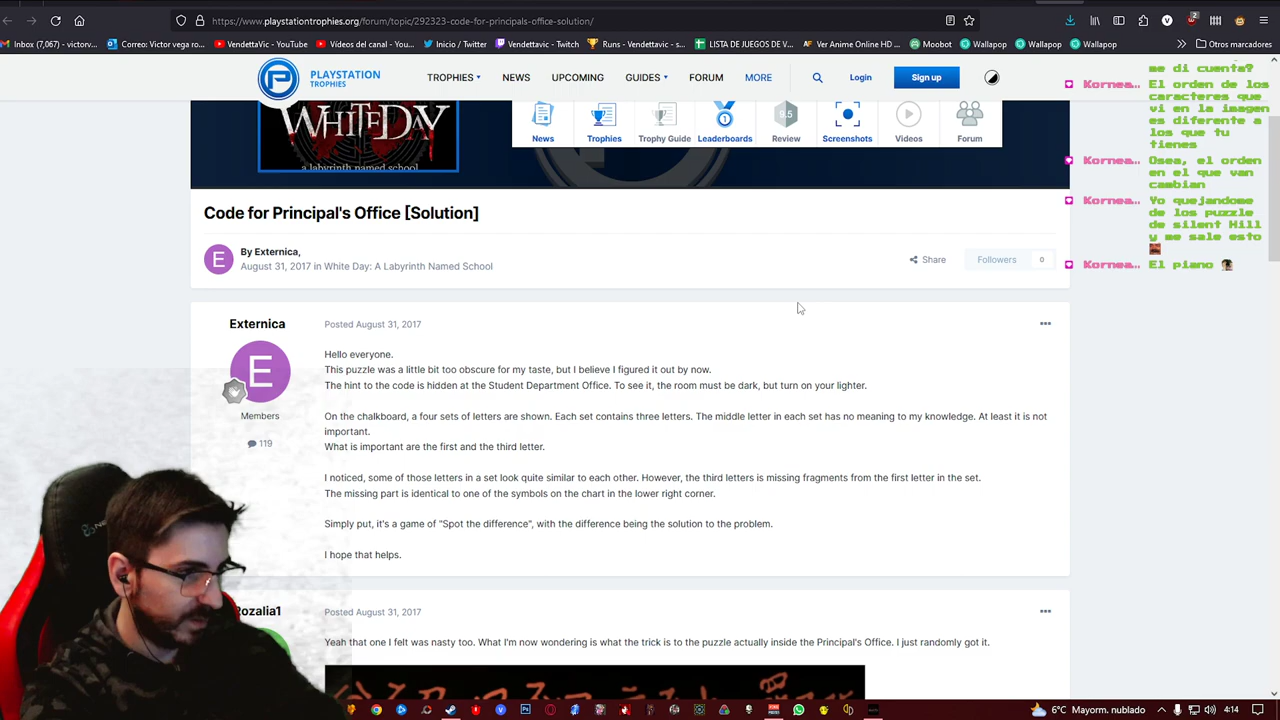 https://www.playstationtrophies.org/forum/topic/292323-code-for-principals-office-solution/
Inbox (7,067) - victorv...
Correo: Victor vega ro...
VendettaVic - YouTube
Vídeos del canal - You...
Inicio / Twitter
Vendettavic - Twitch
Runs - Vendettavic - s...
LISTA DE JUEGOS DE V...
Ver Anime Online HD ...
Moobot
Wallapop
Wallapop
Wallapop
Otros marcadores
PLAYSTATION
TROPHIES
TROPHIES
NEWS
UPCOMING
GUIDES
FORUM
MORE
Login
Sign up
WHITEDAY
a labyrinth named school
News
Trophies
Trophy Guide
Leaderboards
9.5
Review
Screenshots
Videos
Forum
Code for Principal's Office [Solution]
E
By Externica,
August 31, 2017 in White Day: A Labyrinth Named School
Share
Followers
0
Externica
E
Members
119
Posted August 31, 2017
Hello everyone.
This puzzle was a little bit too obscure for my taste, but I believe I figured it out by now.
The hint to the code is hidden at the Student Department Office. To see it, the room must be dark, but turn on your lighter.
On the chalkboard, a four sets of letters are shown. Each set contains three letters. The middle letter in each set has no meaning to my knowledge. At least it is not
important.
What is important are the first and the third letter.
I noticed, some of those letters in a set look quite similar to each other. However, the third letters is missing fragments from the first letter in the set.
The missing part is identical to one of the symbols on the chart in the lower right corner.
Simply put, it's a game of "Spot the difference", with the difference being the solution to the problem.
I hope that helps.
Rozalia1
Posted August 31, 2017
Yeah that one I felt was nasty too. What I'm now wondering is what the trick is to the puzzle actually inside the Principal's Office. I just randomly got it.
me di cuenta?
Kornea… El orden de los
caracteres que
vi en la imagen
es diferente a
los que tu
tienes
Kornea… Osea, el orden
en el que van
cambian
Kornea… Yo quejandome
de los puzzle
de silent Hill
y me sale esto
Kornea… El piano
6°C Mayorm. nublado
4:14